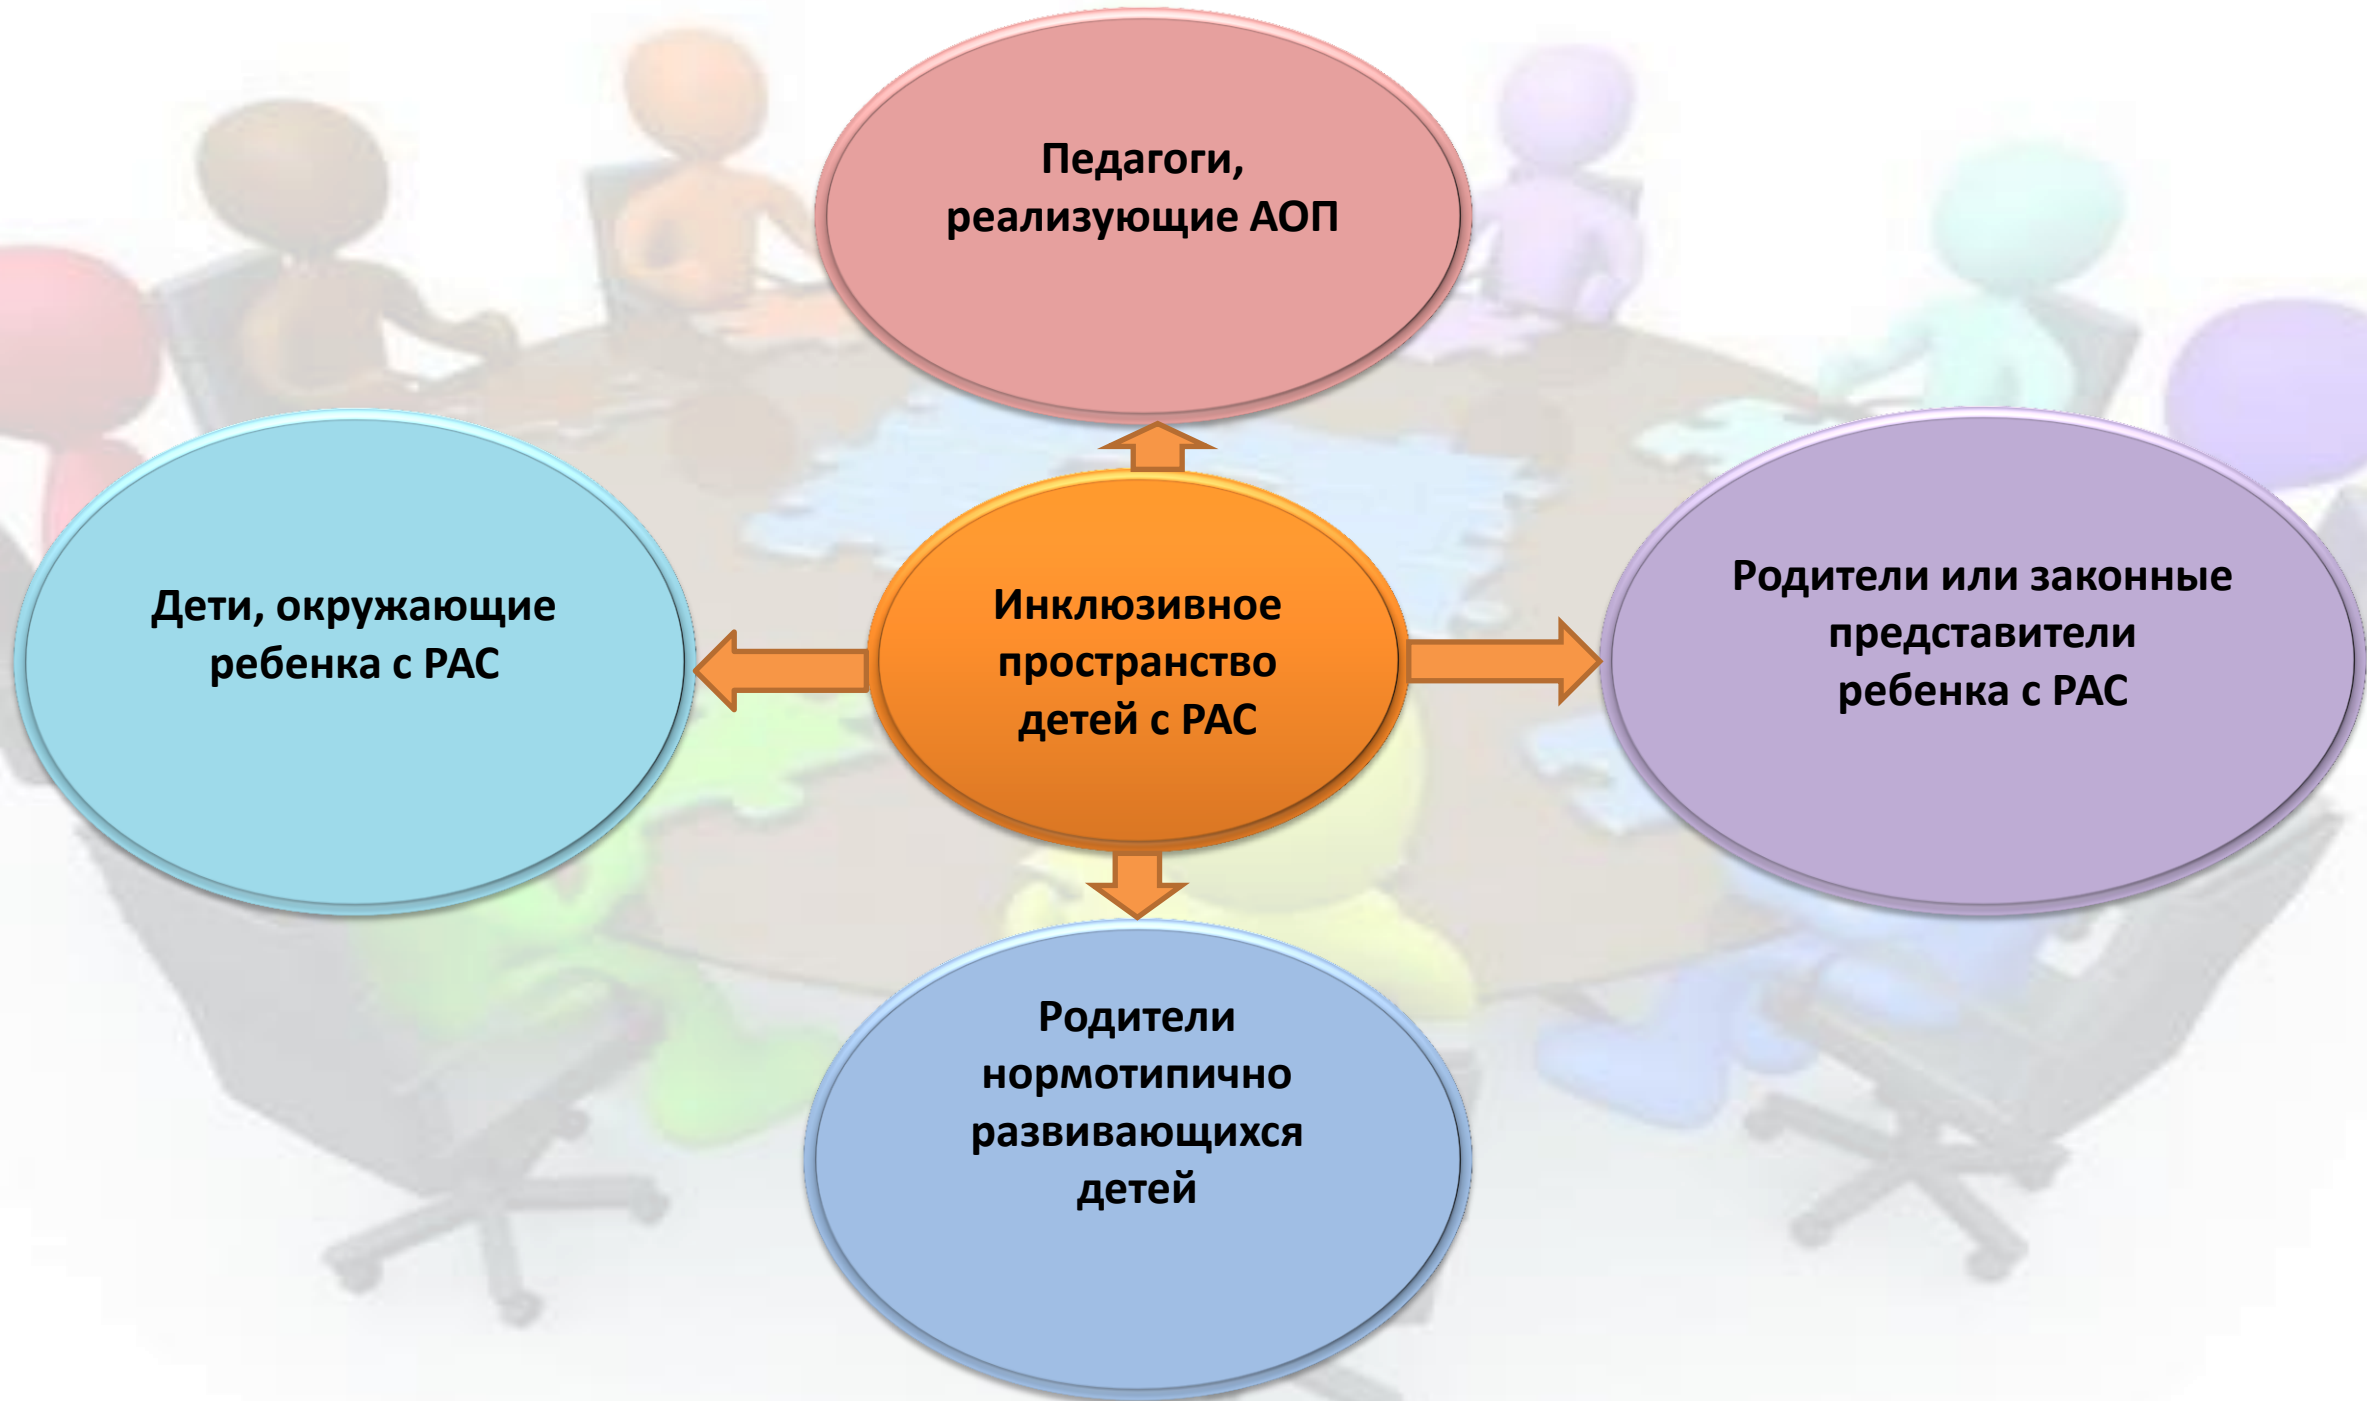 Педагоги,
реализующие АОП
Дети, окружающие
ребенка с РАС
Инклюзивное
пространство
детей с РАС
Родители или законные
представители
ребенка с РАС
Родители
нормотипично
развивающихся
детей